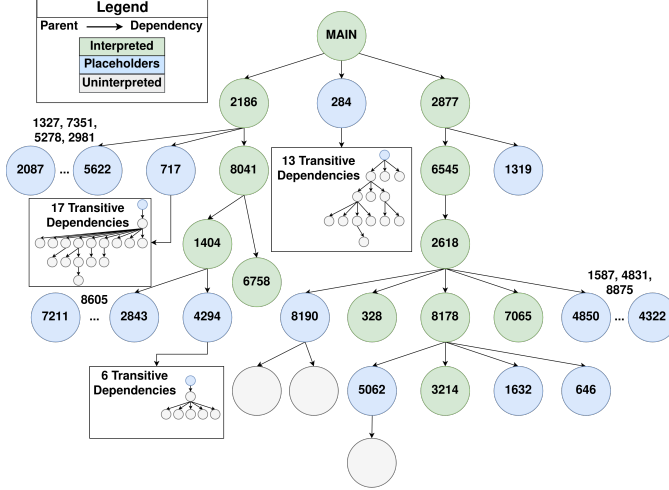 Legend
Parent Dependency
Interpreted
Placeholders
Uninterpreted
MAIN
2186
284
2877
1327, 7351,
5278, 2981
2087
...
5622
717
8041
13 Transitive
Dependencies
6545
1319
17 Transitive
Dependencies
1404
6758
2618
1587, 4831,
8875
7211
8605
...
2843
4294
8190
328
8178
7065
4850
...
4322
6 Transitive
Dependencies
5062
3214
1632
646